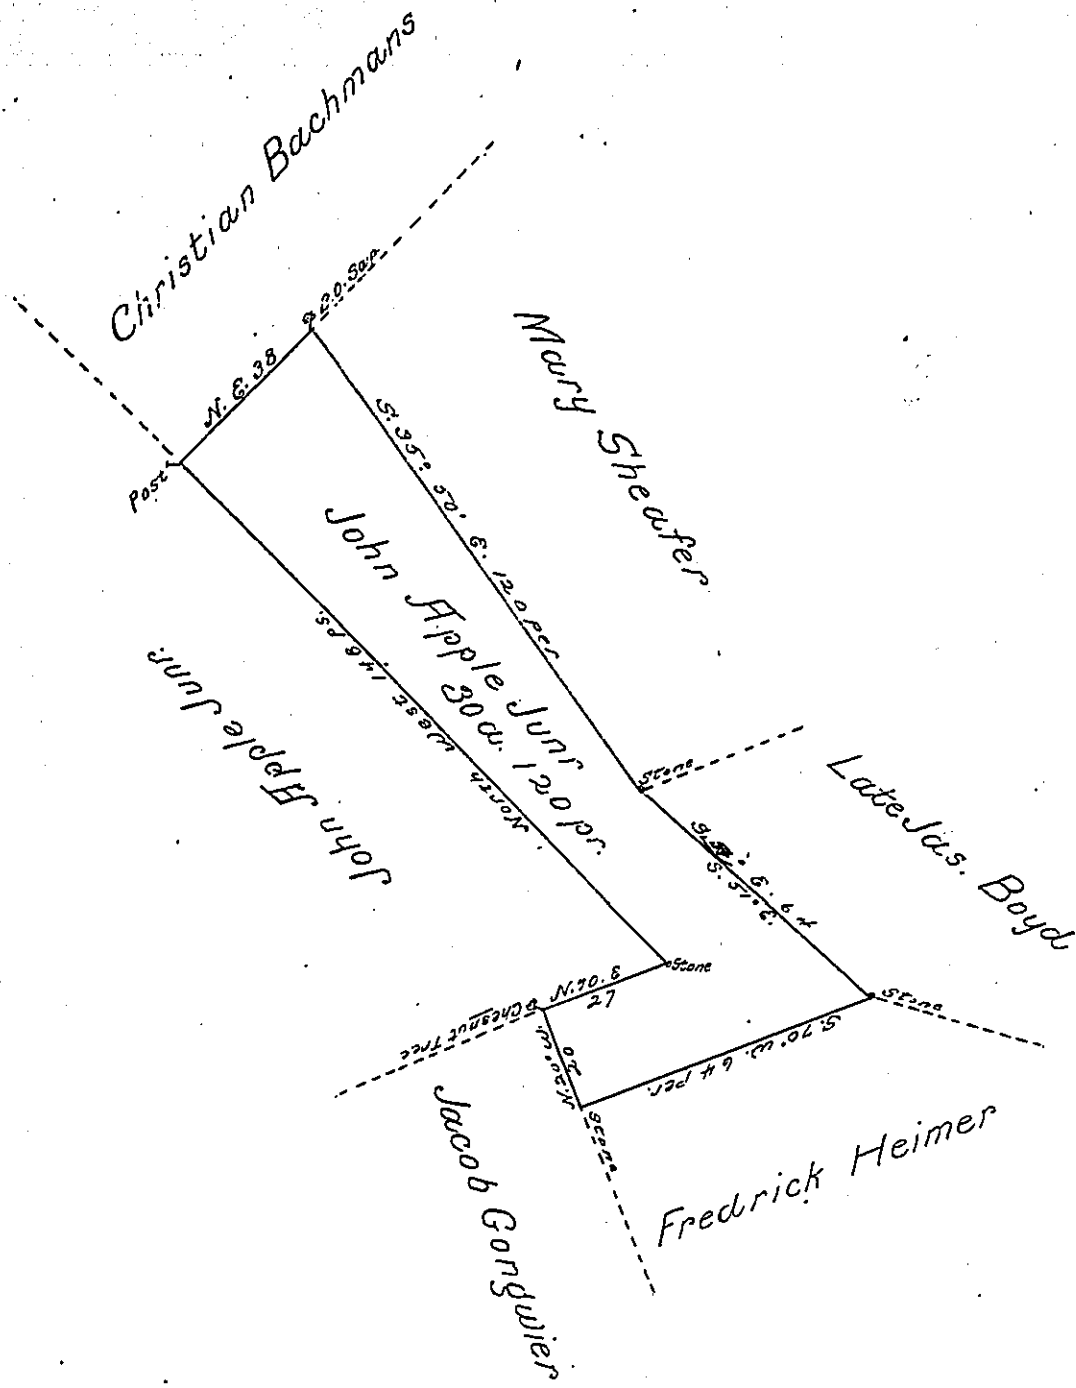 Christian Bachmans
C.O. Sap
N. E. 38
Post
Mary Sheafer
S. 35° 50' E. 120 per
John Apple Junr
30 a. 120 pr.
North West 146 Ps.
John Apple Junr.
Stone
Late Jas. Boyd
E. 64
S. 51° E.
Stone
N. 70° E
27
Stone
Chesnut Tree
N. 20° W.
20
S. 70° W. 64 per.
Stone
Jacob Gongwier
Fredrick Heimer